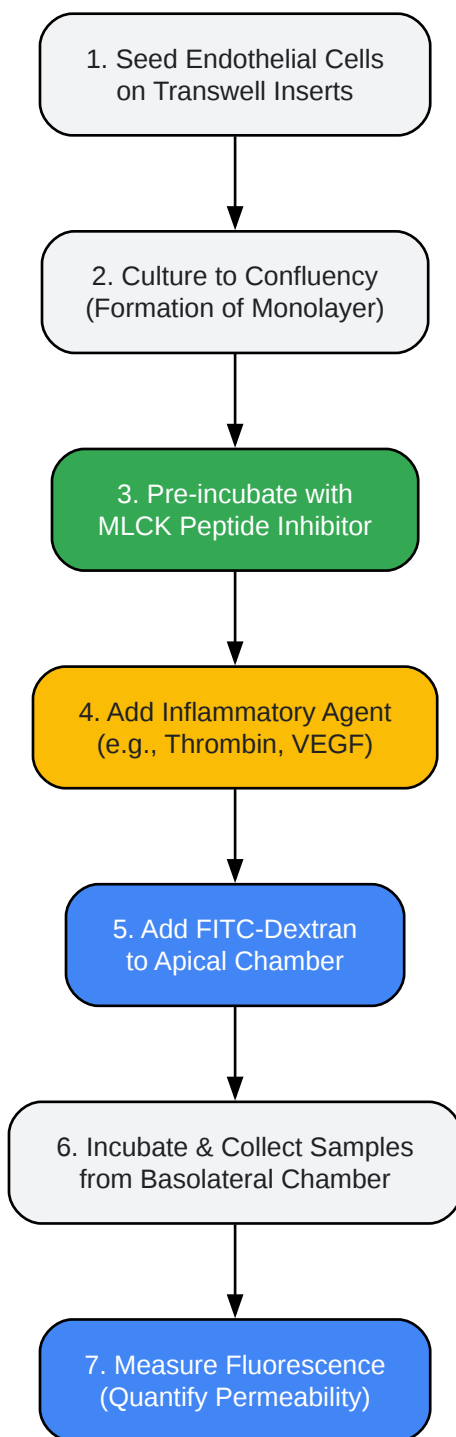 1. Seed Endothelial Cells
on Transwell Inserts
2. Culture to Confluency
(Formation of Monolayer)
3. Pre-incubate with
MLCK Peptide Inhibitor
4. Add Inflammatory Agent
(e.g., Thrombin, VEGF)
5. Add FITC-Dextran
to Apical Chamber
6. Incubate & Collect Samples
from Basolateral Chamber
7. Measure Fluorescence
(Quantify Permeability)